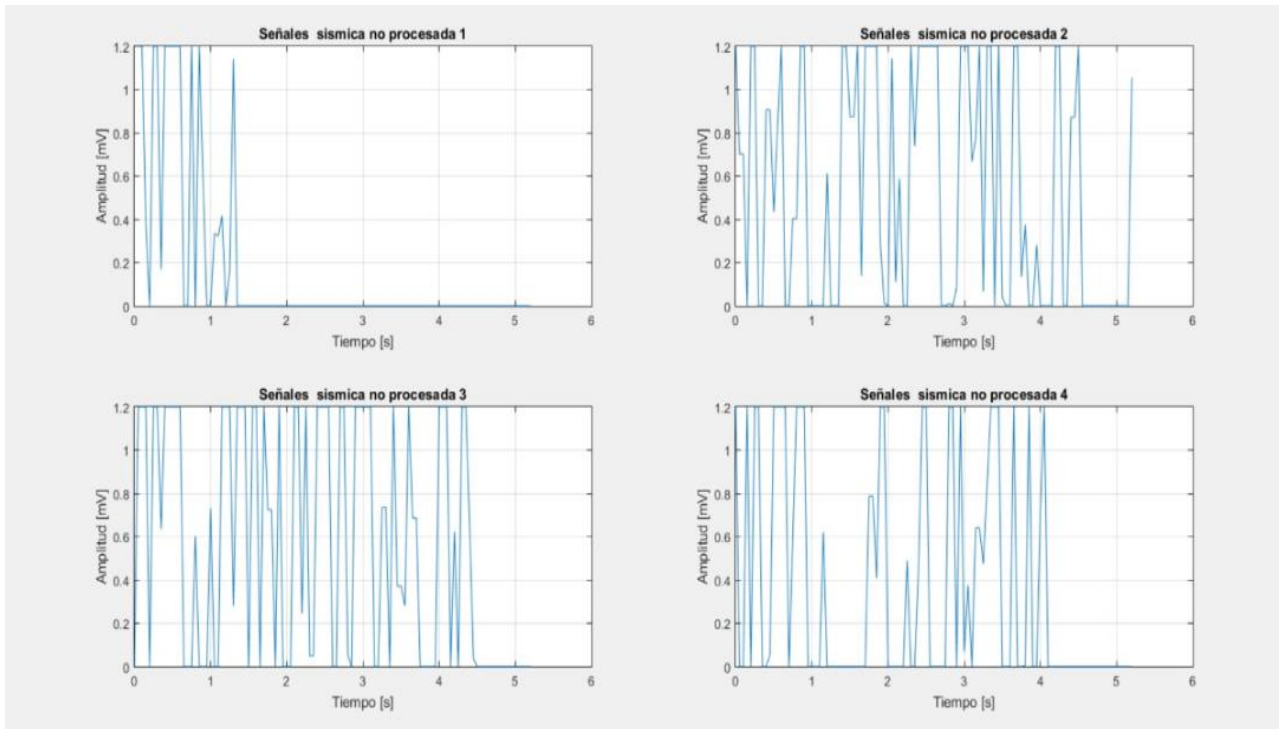 Señales sismica no procesada 1
1.2
1
0.8
0.6
0.4
0.2
0
Amplitud [mV]
0 1 2 3 4 5 6
Tiempo [s]
Señales sismica no procesada 2
1.2
1
0.8
0.6
0.4
0.2
0
Amplitud [mV]
0 1 2 3 4 5 6
Tiempo [s]
Señales sismica no procesada 3
1.2
1
0.8
0.6
0.4
0.2
0
Amplitud [mV]
0 1 2 3 4 5 6
Tiempo [s]
Señales sismica no procesada 4
1.2
1
0.8
0.6
0.4
0.2
0
Amplitud [mV]
0 1 2 3 4 5 6
Tiempo [s]